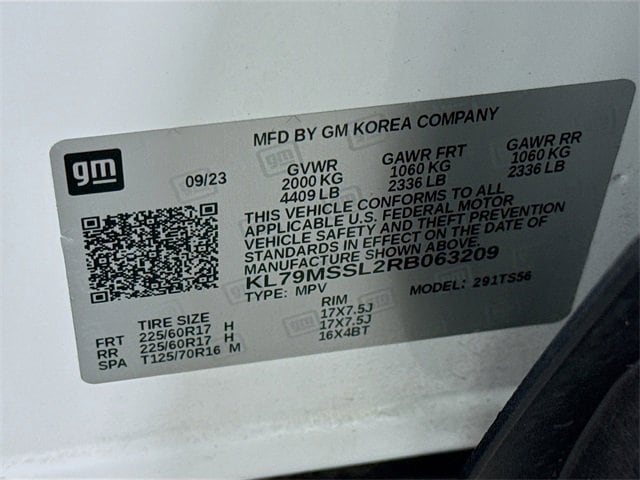 MFD BY GM KOREA COMPANY
gm
09/23
GVWR GAWR FRT GAWR RR
2000 KG 1060 KG 1060 KG
4409 LB 2336 LB 2336 LB
THIS VEHICLE CONFORMS TO ALL
APPLICABLE U.S. FEDERAL MOTOR
VEHICLE SAFETY AND THEFT PREVENTION
STANDARDS IN EFFECT ON THE DATE OF
MANUFACTURE SHOWN ABOVE.
KL79MSSL2RB063209
TYPE: MPV MODEL: 291TS56
TIRE SIZE RIM
FRT 225/60R17 H 17X7.5J
RR 225/60R17 H 17X7.5J
SPA T125/70R16 M 16X4BT